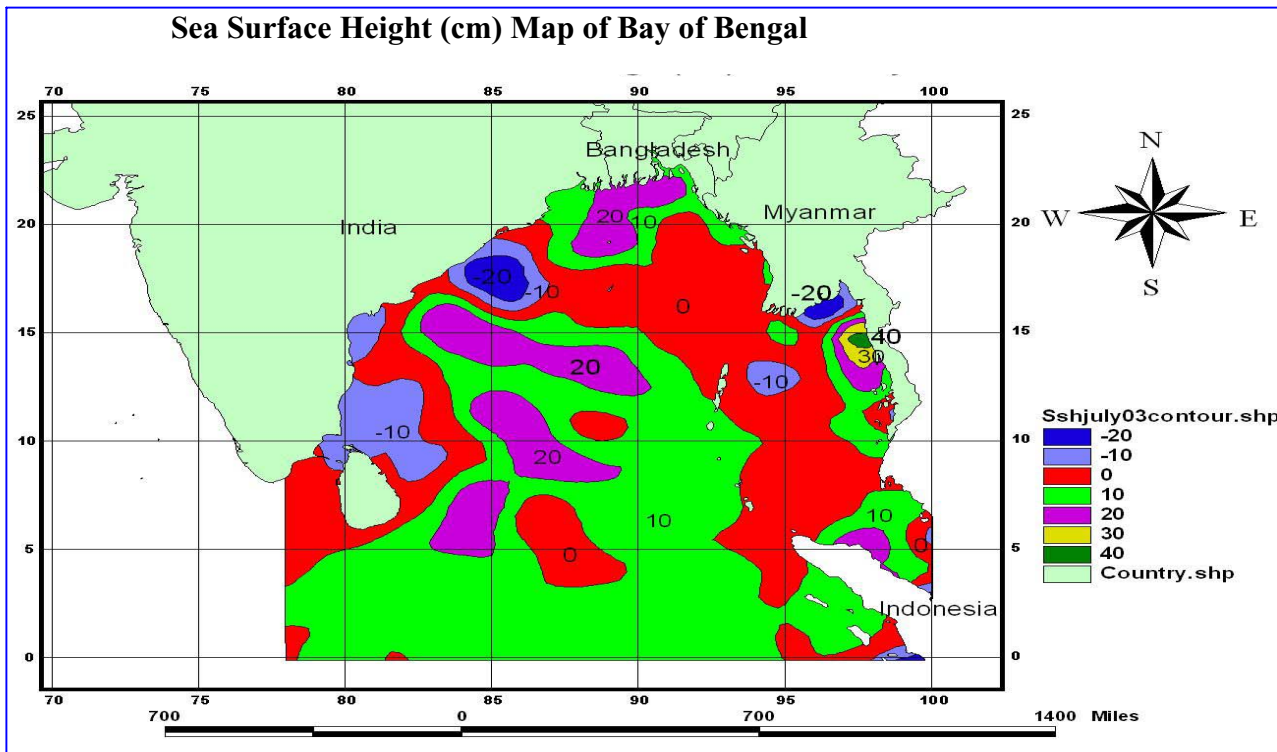 Sea Surface Height (cm) Map of Bay of Bengal
70 75 80 85 90 95 100
25 25
Bangladesh
20 20
India
20 10
Myanmar
N
W E
S
-20
-10
0
-20
15 15
40
30
20
-10
-10
10 10
20
10
10
0
0
5 5
Indonesia
0 0
70 75 80 85 90 95 100
Sshjuly03contour.shp
-20
-10
0
10
20
30
40
Country.shp
700 0 700 1400 Miles